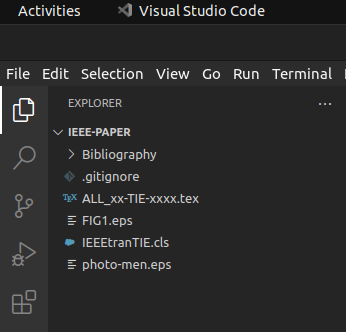 Activities Visual Studio Code
File Edit Selection View Go Run Terminal
EXPLORER ...
IEEE-PAPER
Bibliography
.gitignore
TEX ALL_xx-TIE-xxxx.tex
FIG1.eps
IEEEtranTIE.cls
photo-men.eps